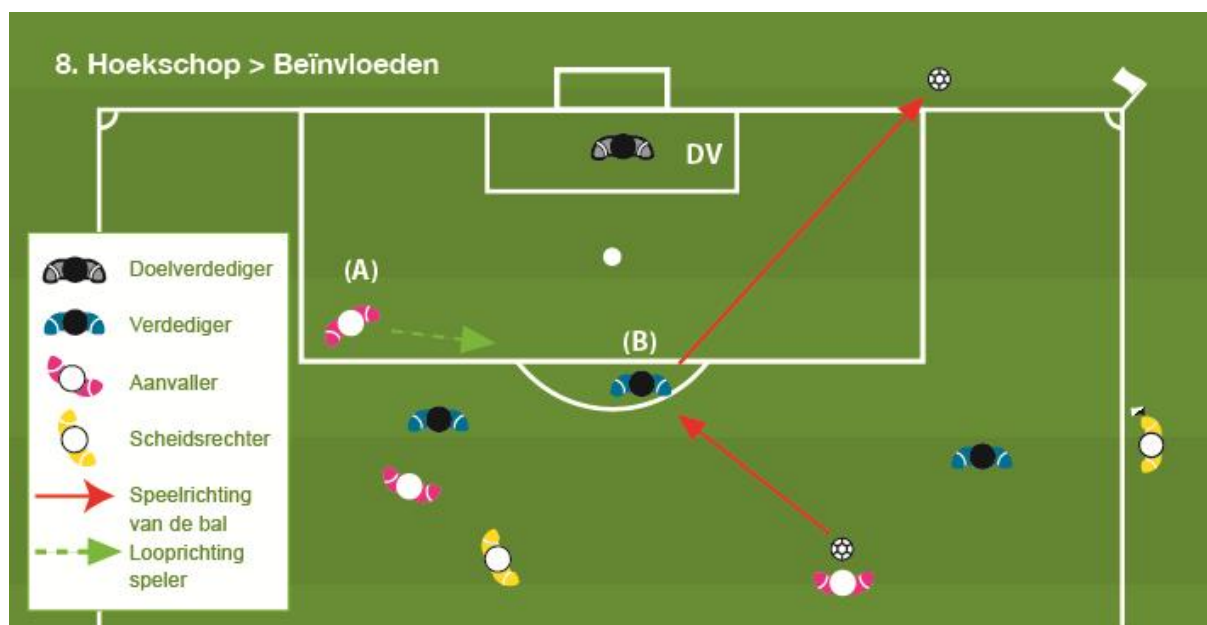 8. Hoekschop > Beïnvloeden
DV
(A)
(B)
Doelverdediger
Verdediger
Aanvaller
Scheidsrechter
Speelrichting
van de bal
Looprichting
speler